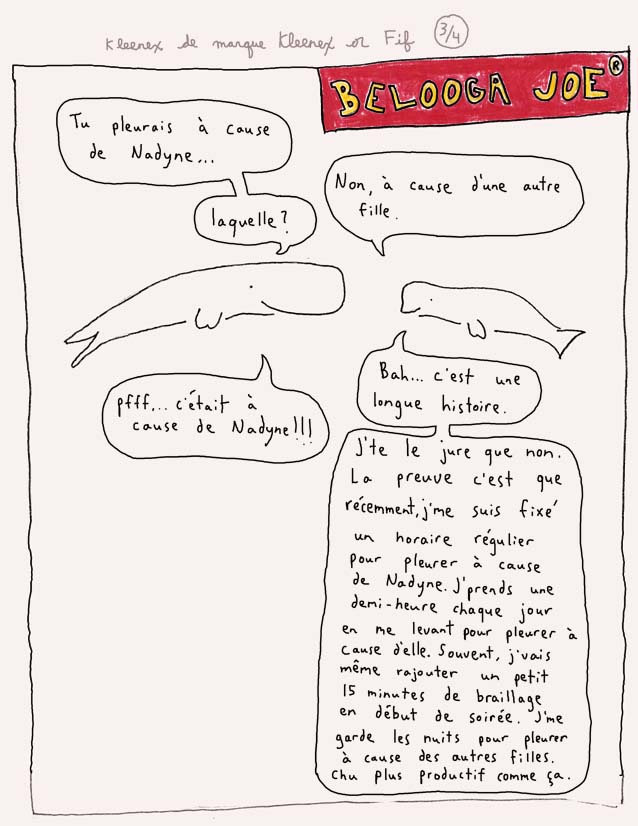 Kleenex de marque Kleenex or Fif 3/4
BELOOGA JOE®
Tu pleurais à cause
de Nadyne...
laquelle?
Non, à cause d'une autre
fille.
Bah... c'est une
longue histoire.
pfff... c'était à
cause de Nadyne!!!
J'te le jure que non.
La preuve c'est que
récemment, j'me suis fixé
un horaire régulier
pour pleurer à cause
de Nadyne. J'prends une
demi-heure chaque jour
en me levant pour pleurer à
cause d'elle. Souvent, j'vais
même rajouter un petit
15 minutes de braillage
en début de soirée. J'me
garde les nuits pour pleurer
à cause des autres filles.
Chu plus productif comme ça.